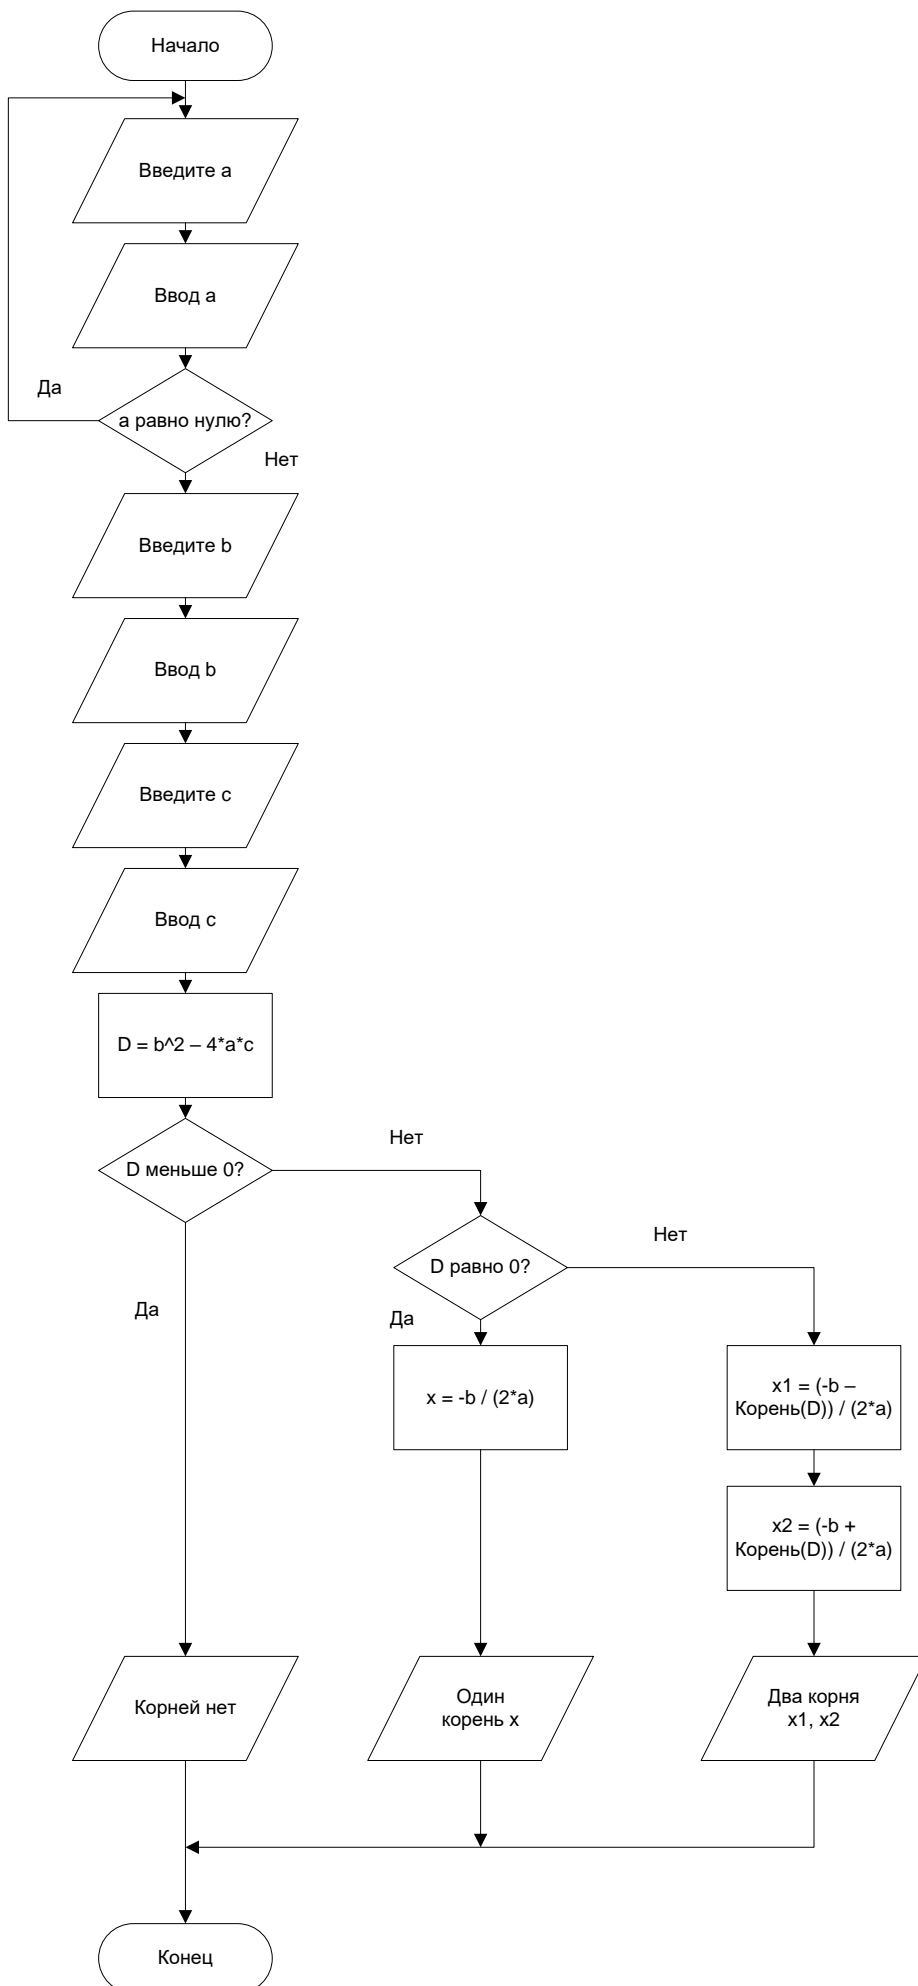 Начало
Введите a
Ввод a
Да
a равно нулю?
Нет
Введите b
Ввод b
Введите c
Ввод c
D = b^2 – 4*a*c
Нет
D меньше 0?
Нет
D равно 0?
Да
Да
x = -b / (2*a)
x1 = (-b –
Корень(D)) / (2*a)
x2 = (-b +
Корень(D)) / (2*a)
Корней нет
Один
корень x
Два корня
x1, x2
Конец